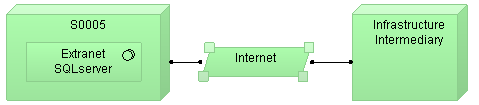 S0005
Extranet
SQLserver
Internet
Infrastructure
Intermediary